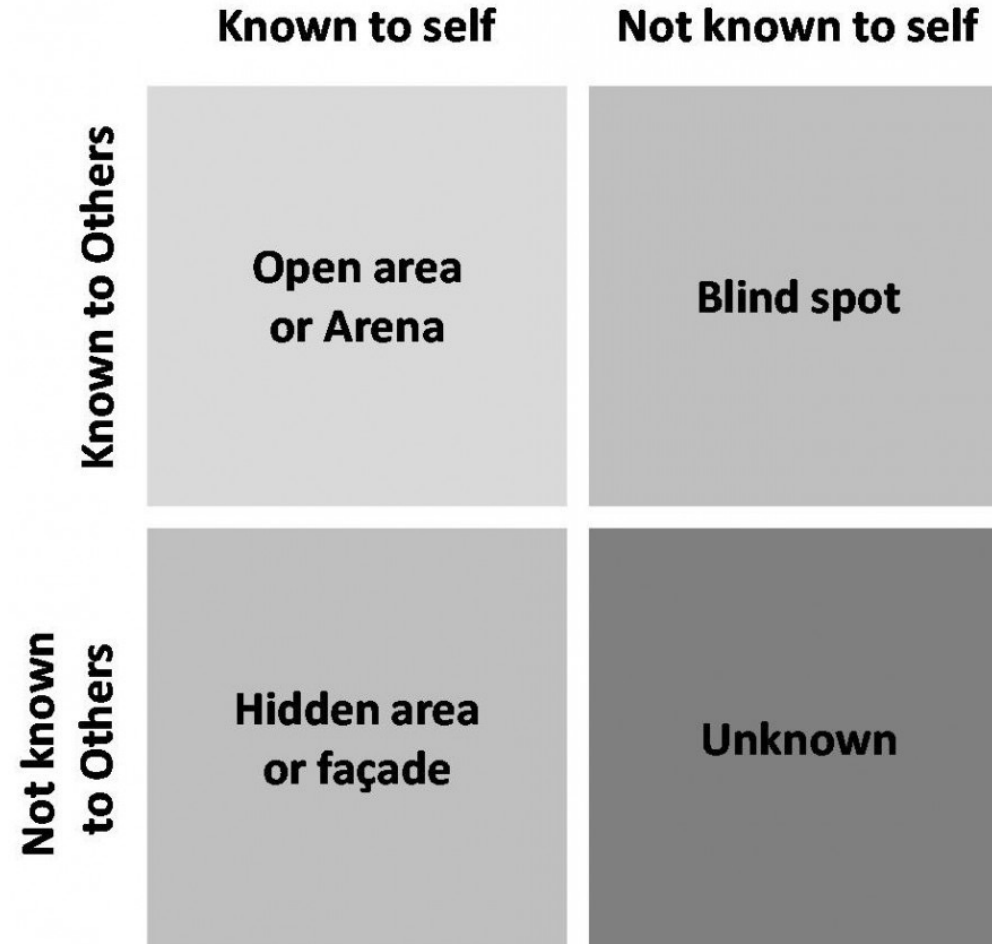 Known to self
Not known to self
Known to Others
Open area
or Arena
Blind spot
Not known
to Others
Hidden area
or façade
Unknown